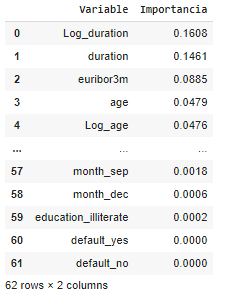 Variable Importancia
0 Log_duration 0.1608
1 duration 0.1461
2 euribor3m 0.0885
3 age 0.0479
4 Log_age 0.0476
... ... ...
57 month_sep 0.0018
58 month_dec 0.0006
59 education_illiterate 0.0002
60 default_yes 0.0000
61 default_no 0.0000
62 rows × 2 columns